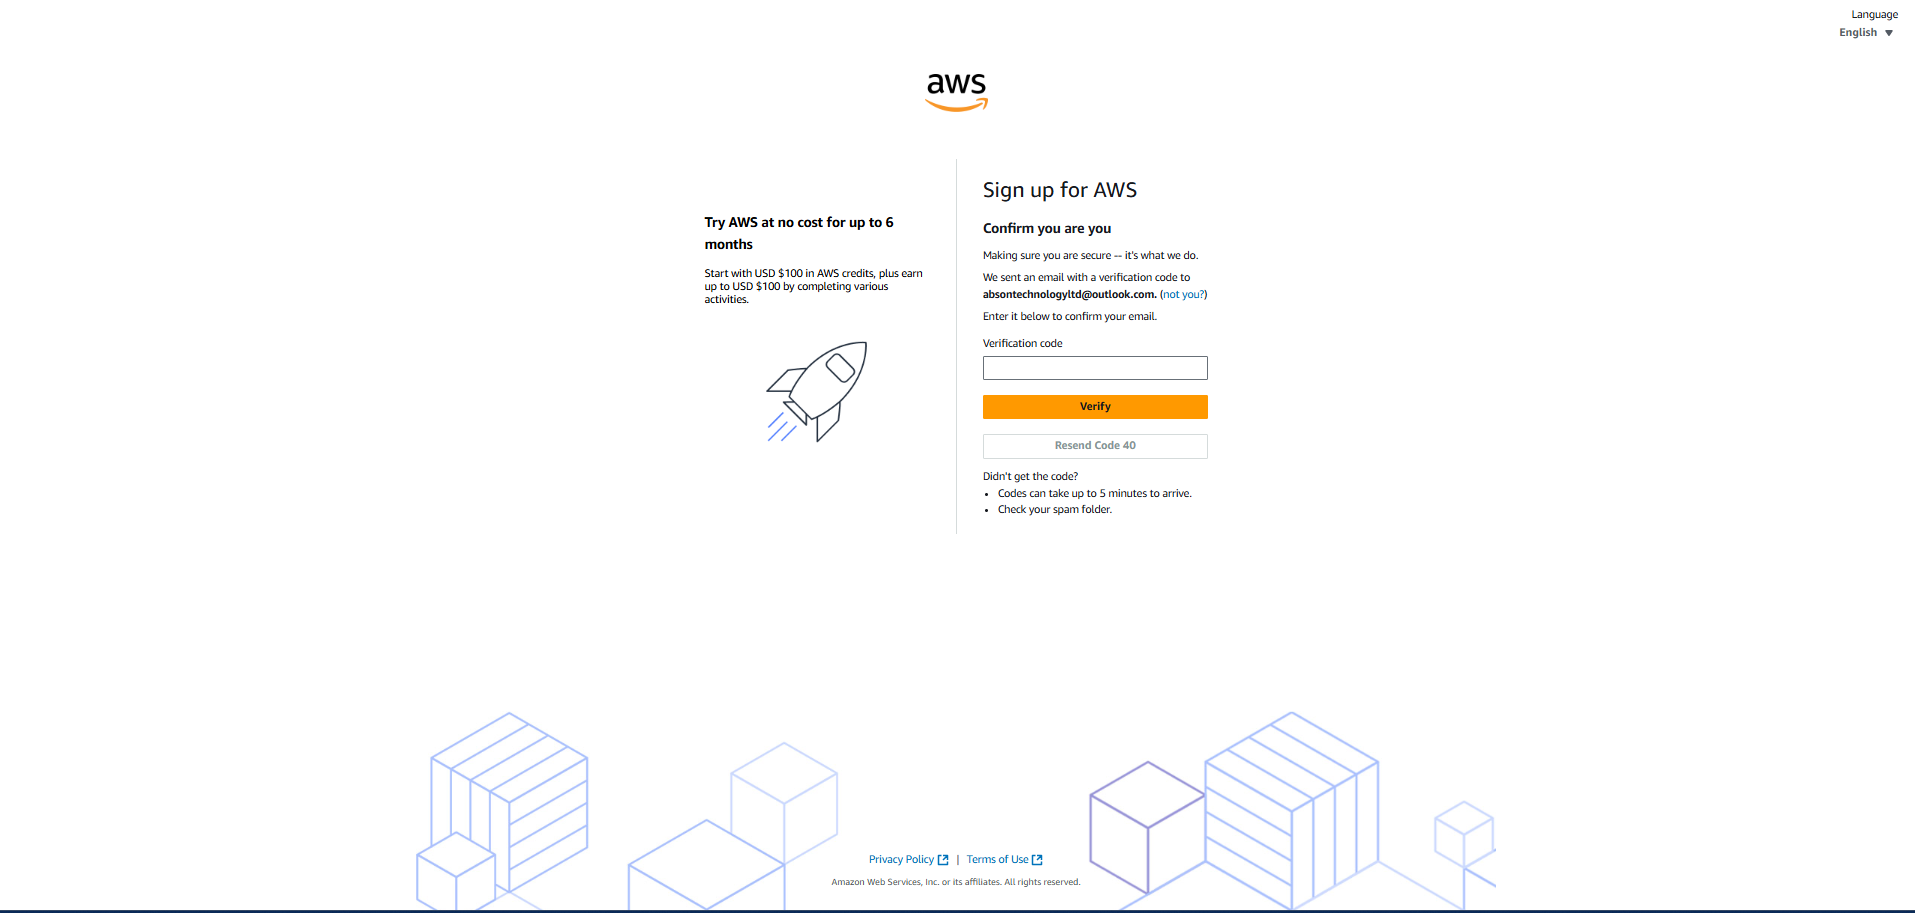 Language
English
aws
Try AWS at no cost for up to 6
months
Start with USD $100 in AWS credits, plus earn
up to USD $100 by completing various
activities.
Sign up for AWS
Confirm you are you
Making sure you are secure -- it's what we do.
We sent an email with a verification code to
absontechnologyltd@outlook.com. (not you?)
Enter it below to confirm your email.
Verification code
Verify
Resend Code 40
Didn't get the code?
• Codes can take up to 5 minutes to arrive.
• Check your spam folder.
Privacy Policy | Terms of Use
Amazon Web Services, Inc. or its affiliates. All rights reserved.